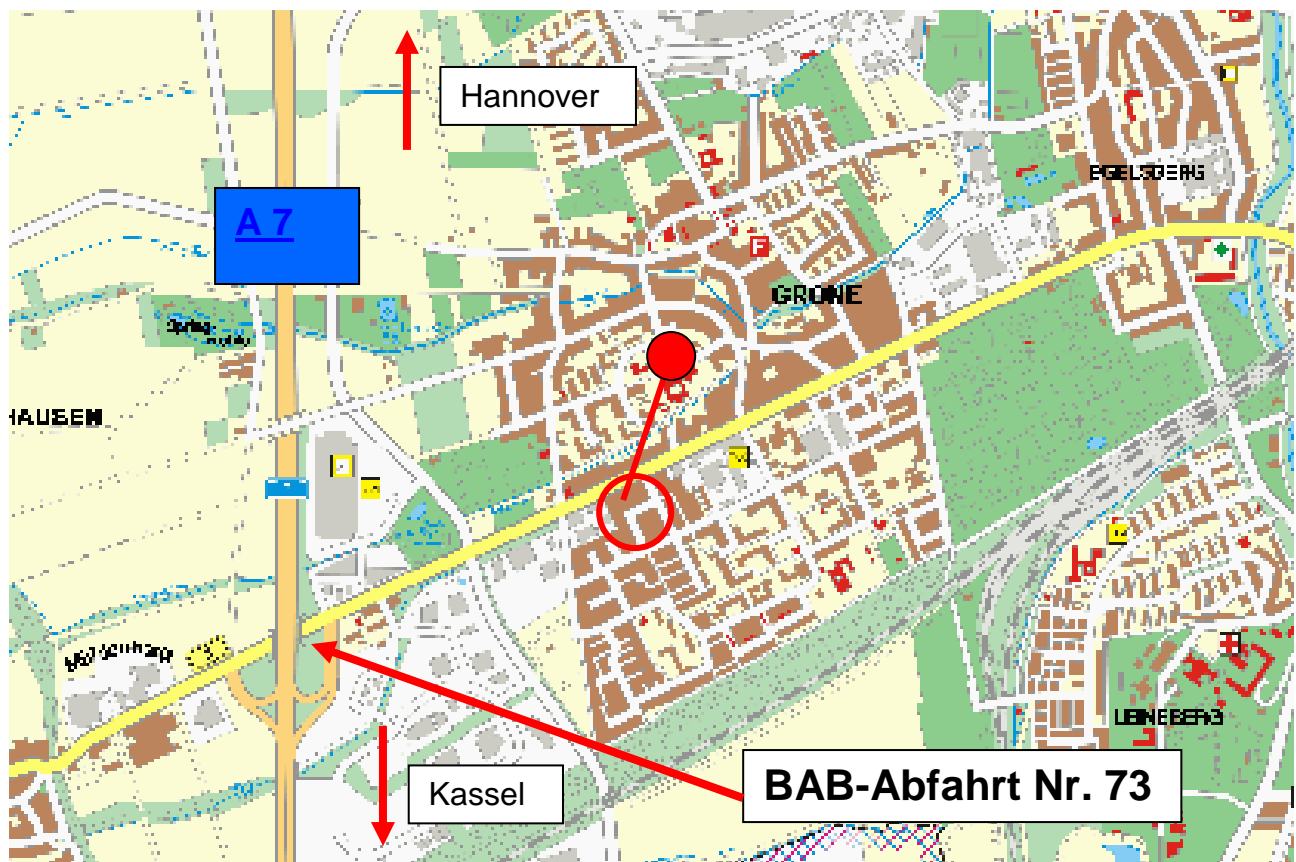 Hannover
A 7
EGELSBERG
F
GRONE
HAUSEN
LEINEBERG
BAB-Abfahrt Nr. 73
Kassel